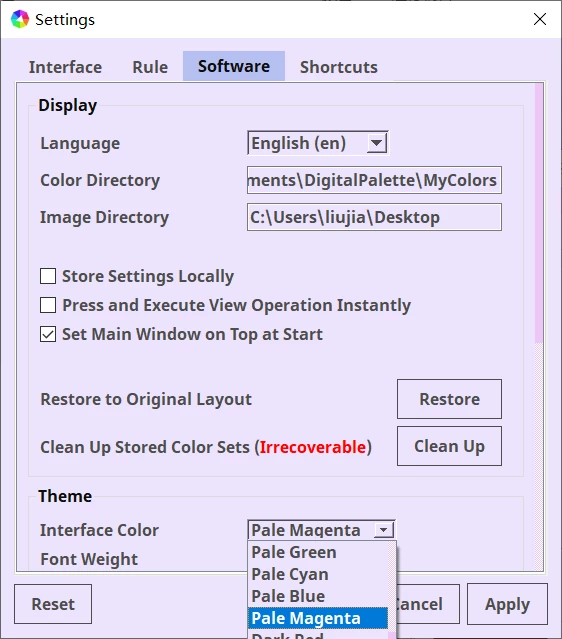 Settings
Interface Rule Software Shortcuts
Display
Language English (en)
Color Directory ments\DigitalPalette\MyColors
Image Directory C:\Users\liujia\Desktop
Store Settings Locally
Press and Execute View Operation Instantly
Set Main Window on Top at Start
Restore to Original Layout Restore
Clean Up Stored Color Sets (Irrecoverable) Clean Up
Theme
Interface Color Pale Magenta
Font Weight
Pale Green
Pale Cyan
Pale Blue
Pale Magenta
Dark Red
Reset ancel Apply